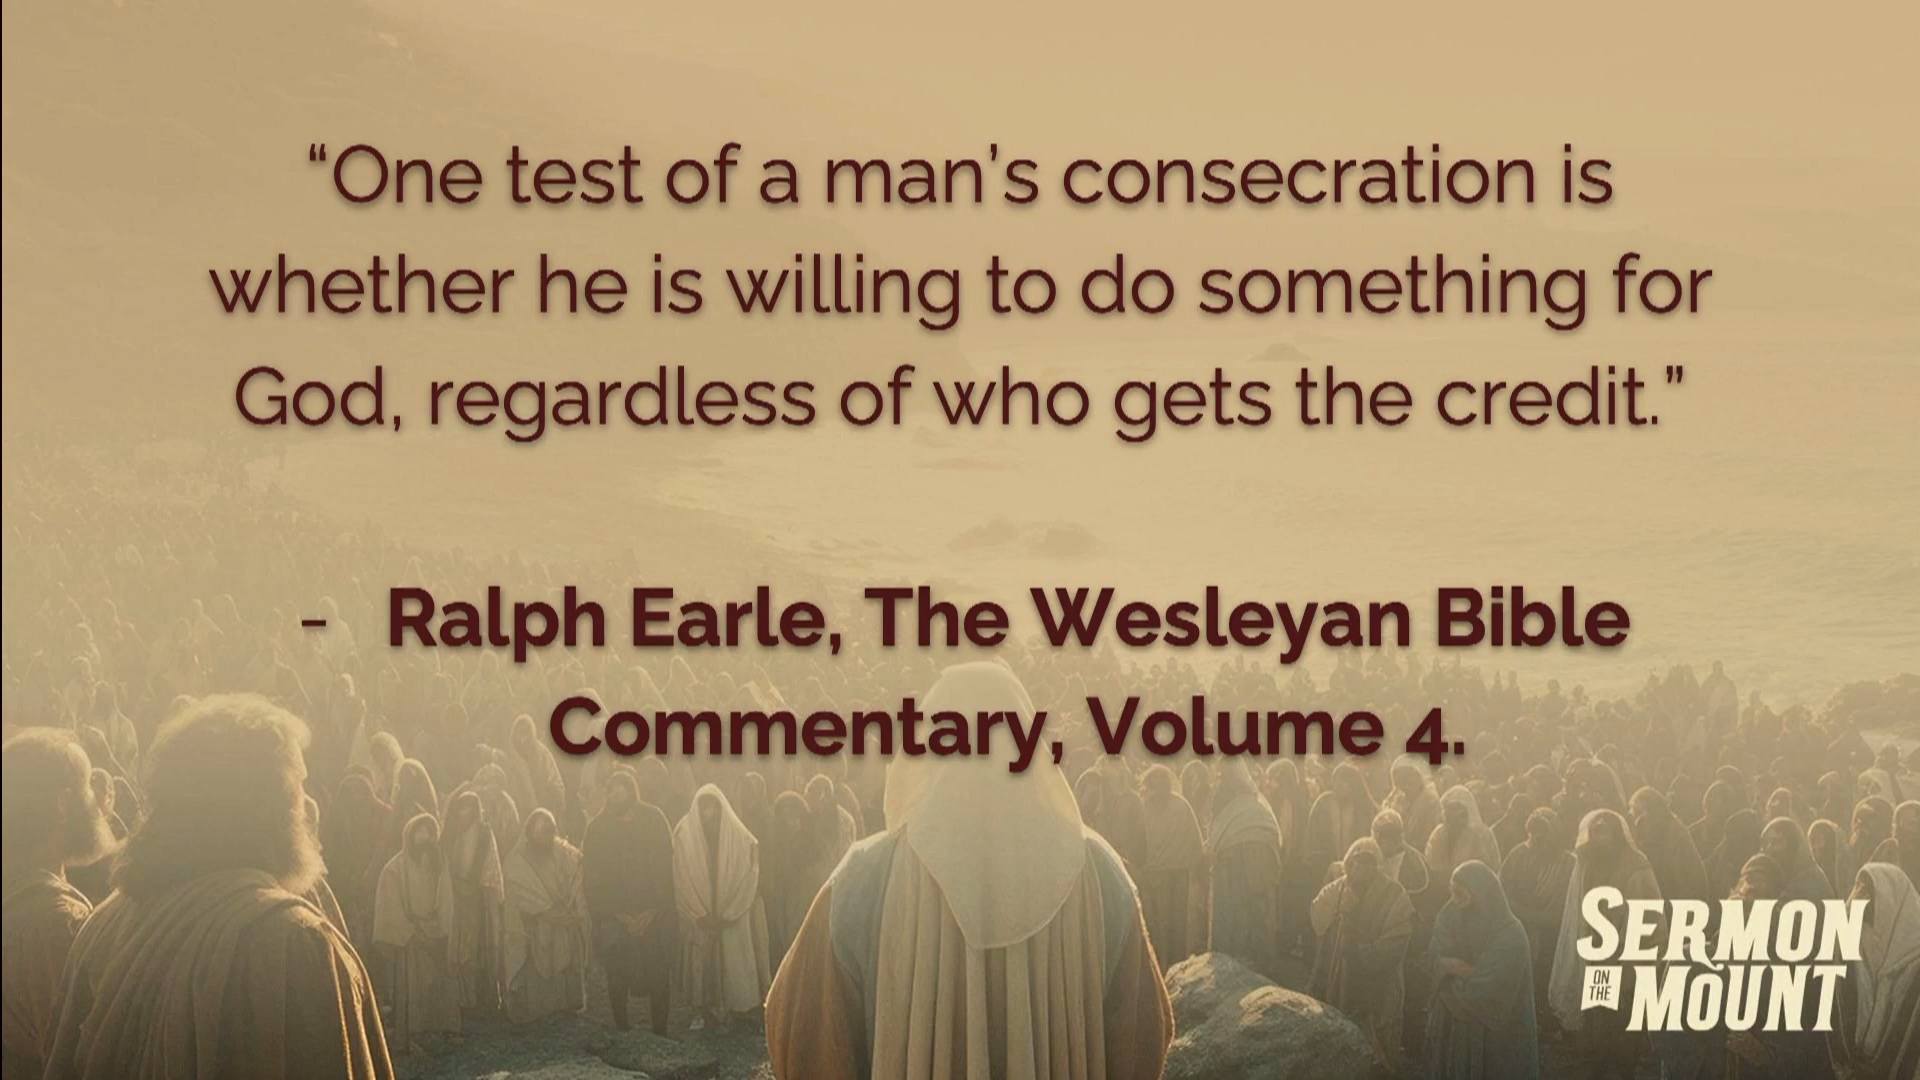 “One test of a man’s consecration is
whether he is willing to do something for
God, regardless of who gets the credit.”
- Ralph Earle, The Wesleyan Bible
Commentary, Volume 4.
SERMON
ON THE
MOUNT